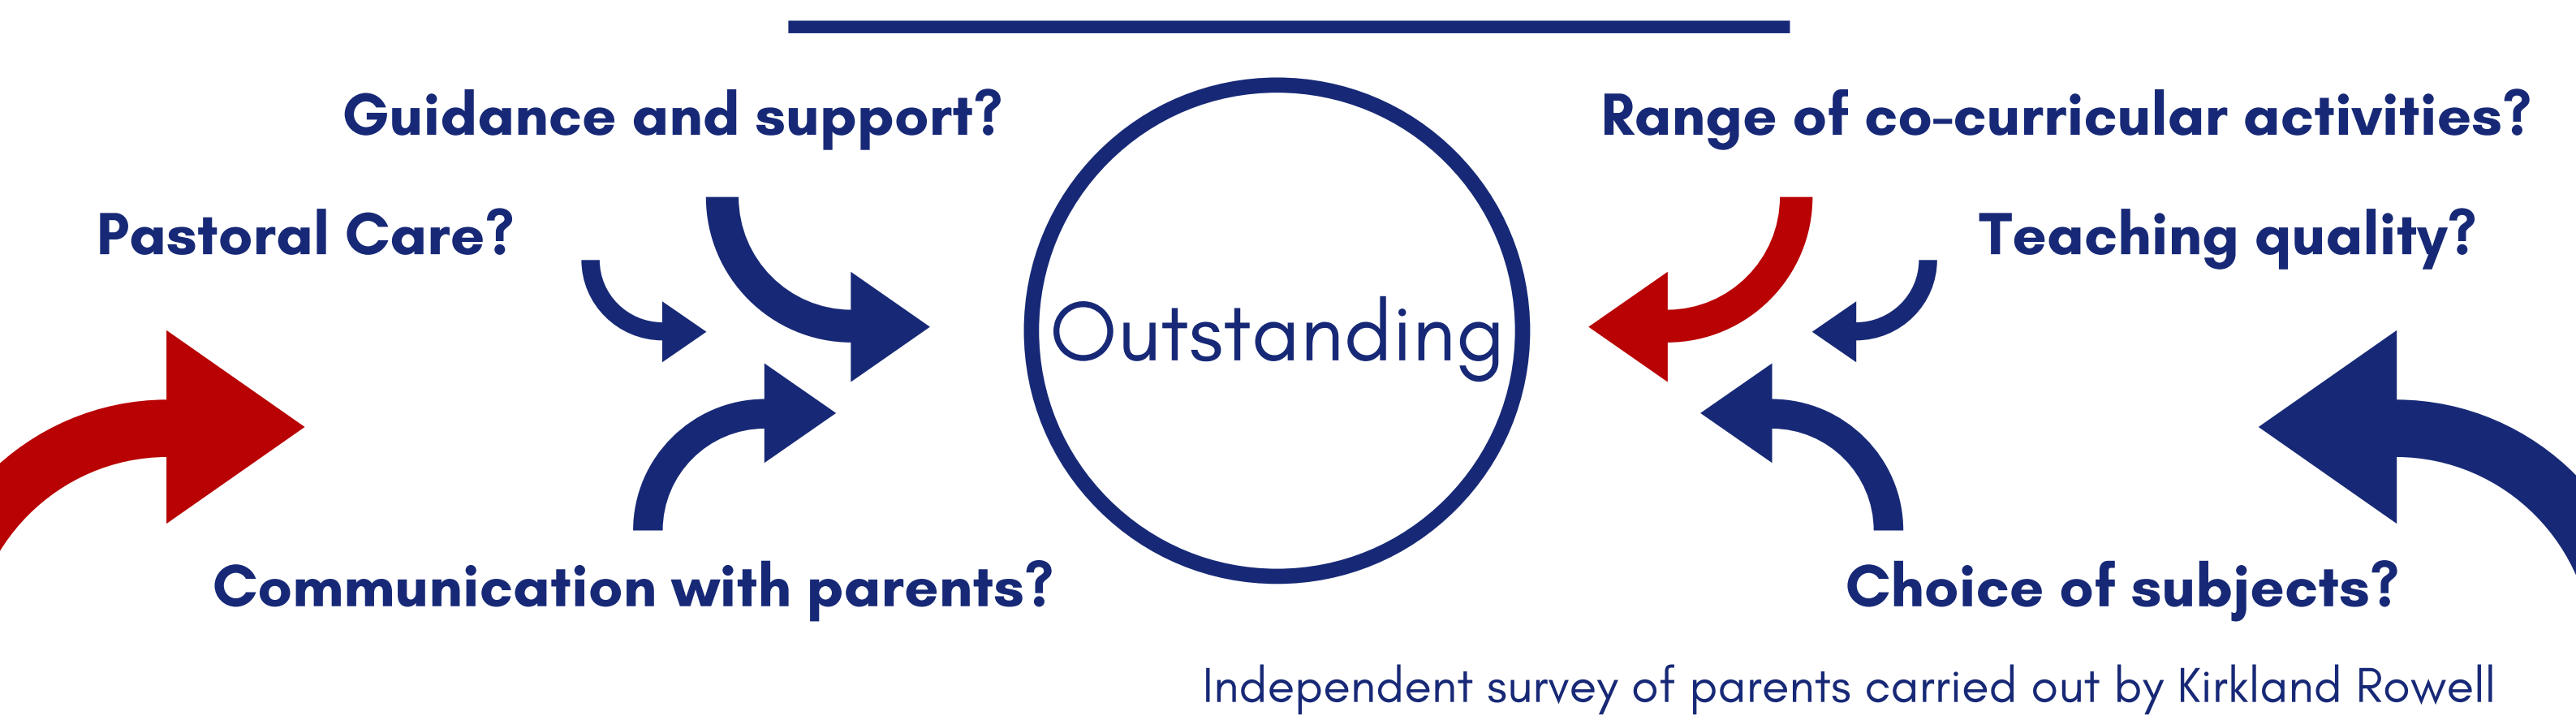 Guidance and support?
Range of co-curricular activities?
Pastoral Care?
Teaching quality?
Outstanding
Communication with parents?
Choice of subjects?
Independent survey of parents carried out by Kirkland Rowell